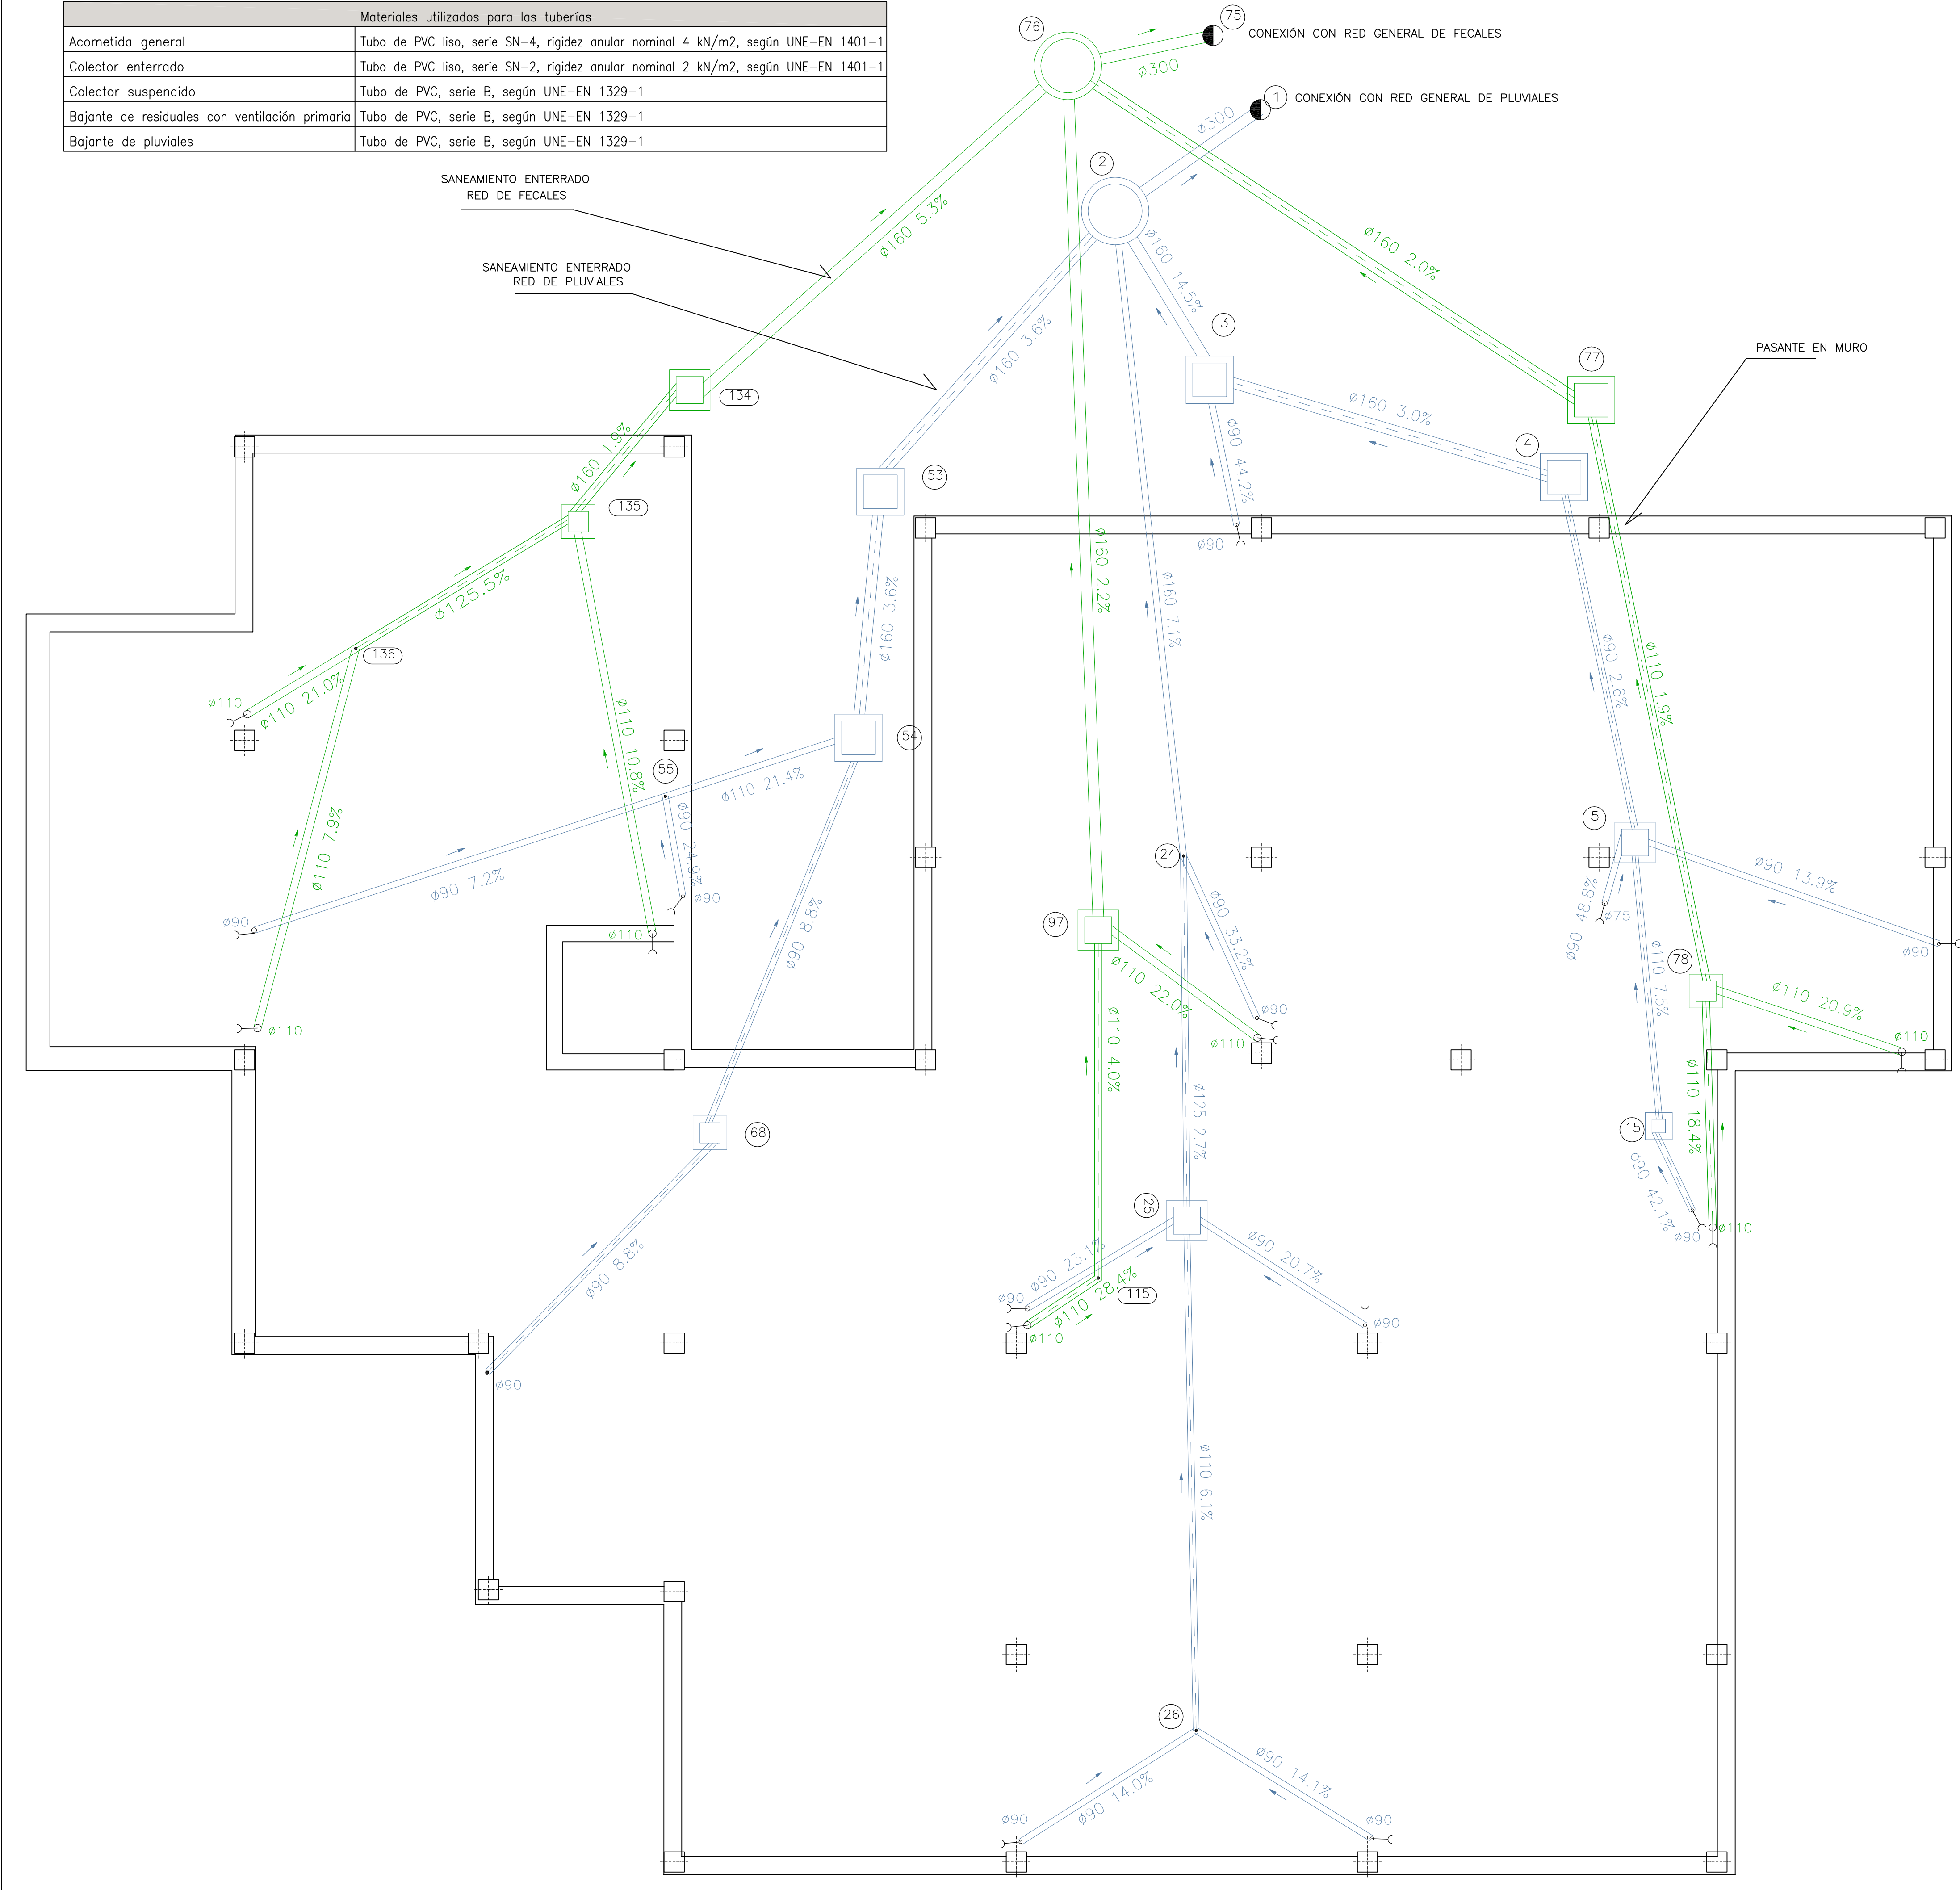 Materiales utilizados para las tuberías
Acometida general	Tubo de PVC liso, serie SN-4, rigidez anular nominal 4 kN/m2, según UNE-EN 1401-1
Colector enterrado	Tubo de PVC liso, serie SN-2, rigidez anular nominal 2 kN/m2, según UNE-EN 1401-1
Colector suspendido	Tubo de PVC, serie B, según UNE-EN 1329-1
Bajante de residuales con ventilación primaria	Tubo de PVC, serie B, según UNE-EN 1329-1
Bajante de pluviales	Tubo de PVC, serie B, según UNE-EN 1329-1
76
75
CONEXIÓN CON RED GENERAL DE FECALES
ø300
1
CONEXIÓN CON RED GENERAL DE PLUVIALES
ø300
2
SANEAMIENTO ENTERRADO
RED DE FECALES
ø160 5.3%
ø160 14.5%
ø160 2.0%
SANEAMIENTO ENTERRADO
RED DE PLUVIALES
ø160 3.6%
3
PASANTE EN MURO
77
134
ø160 3.0%
ø160 1.9%
ø90 44.2%
4
53
135
ø90
ø160 2.2%
ø160 7.1%
ø125.5%
ø160 3.6%
136
ø110 21.0%
ø110
ø90 2.6%
ø110 1.9%
ø110 10.8%
54
55
ø110 21.4%
ø110 7.9%
ø90 24.9%
5
24
ø90 7.2%
ø90 13.9%
ø90
ø90
ø90 8.8%
ø90 48.8%
ø75
97
ø90 33.2%
ø110
ø90
78
ø110 22.0%
ø110 7.5%
ø110 20.9%
ø90
ø110
ø110
ø110
ø110 4.0%
ø125 2.7%
ø110 18.4%
68
15
ø90 42.1%
25
ø90
ø110
ø90 8.8%
ø90 23.1%
ø90 20.7%
ø90
ø110 28.4%
115
ø110
ø90
ø90
ø110 6.1%
26
ø90 14.0%
ø90 14.1%
ø90
ø90